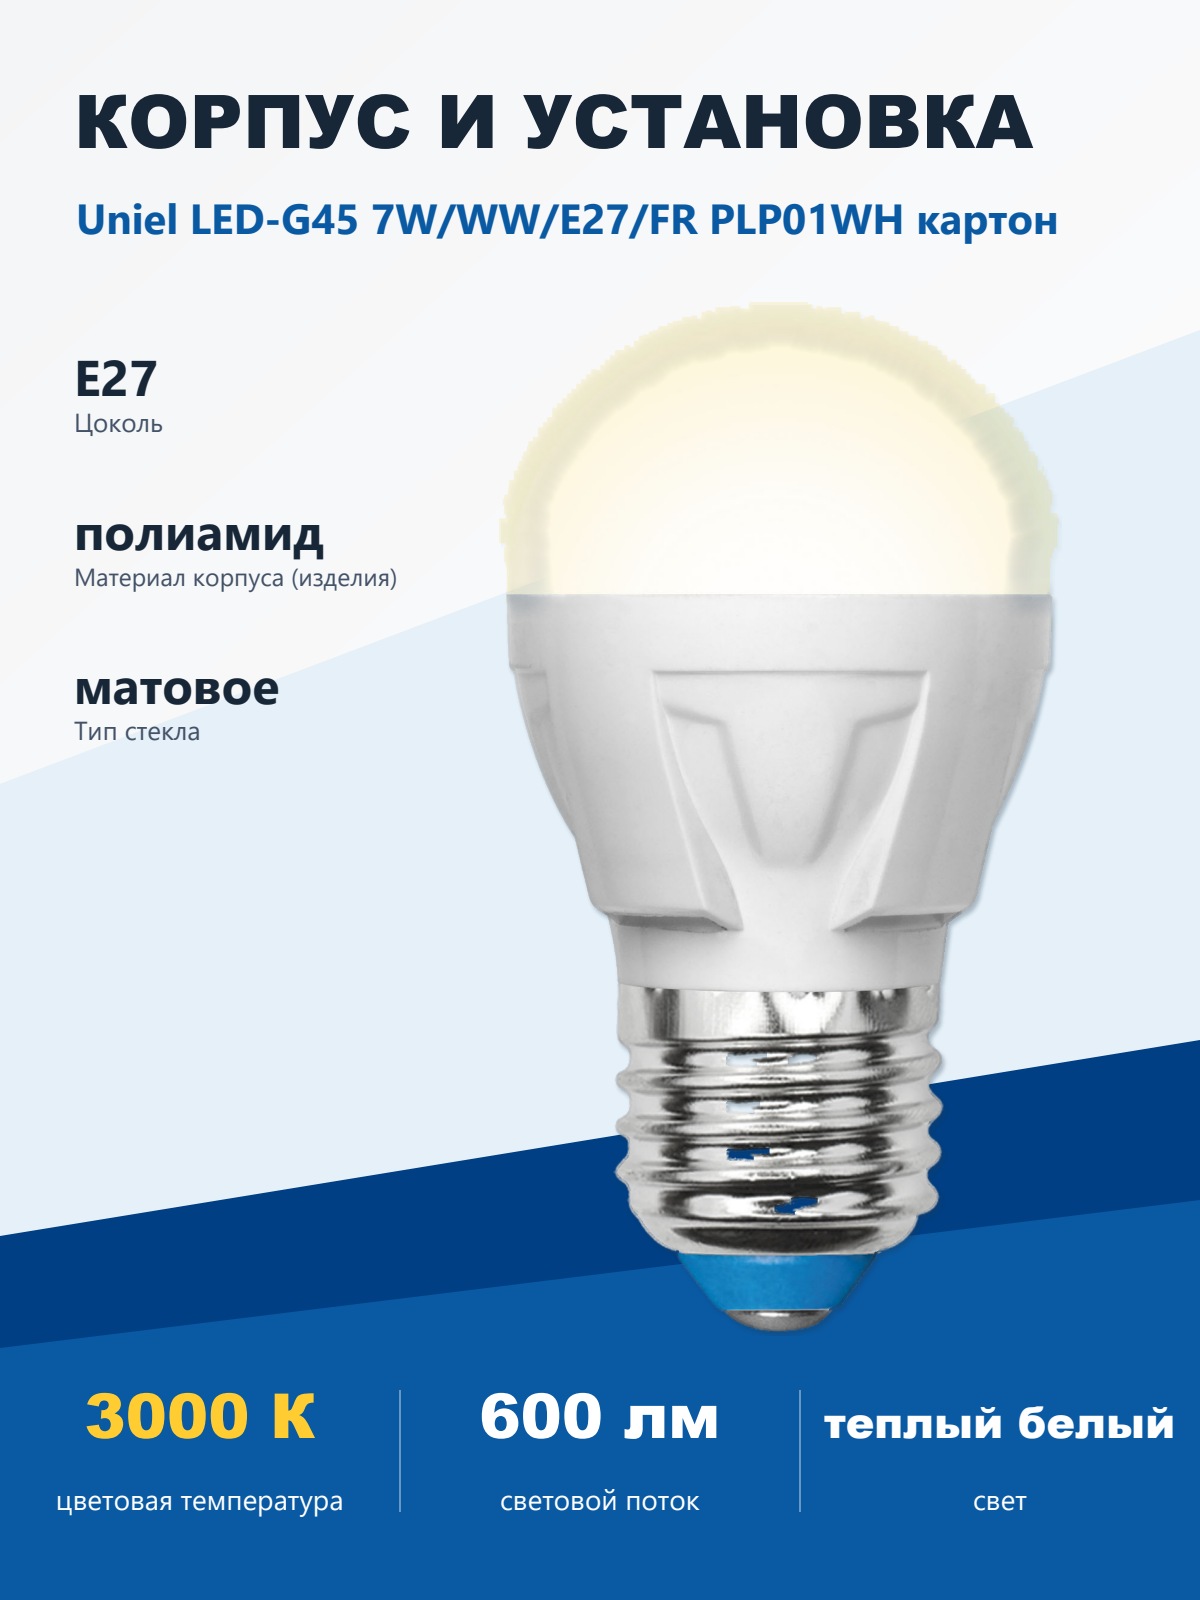 КОРПУС И УСТАНОВКА
Uniel LED-G45 7W/WW/E27/FR PLP01WH картон
E27
Цоколь
полиамид
Материал корпуса (изделия)
матовое
Тип стекла
3000 К
цветовая температура
600 лм
световой поток
теплый белый
свет